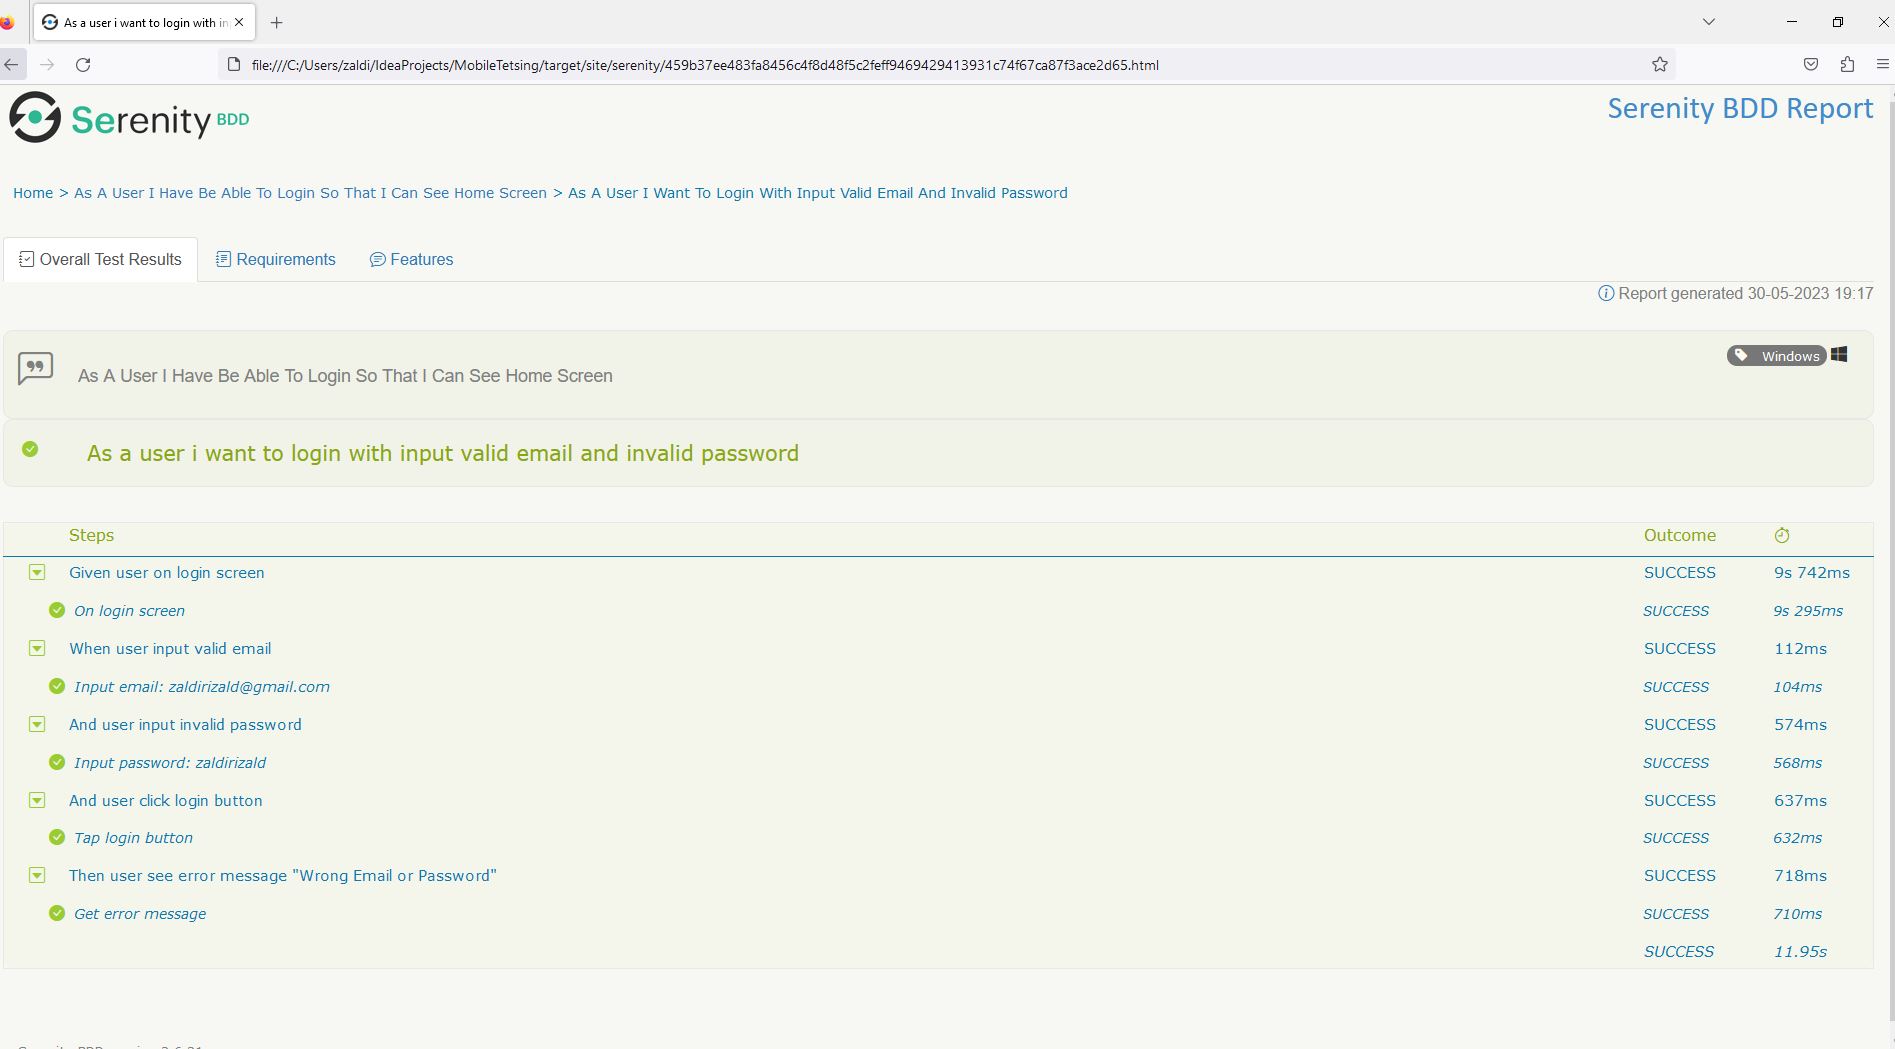 As a user i want to login with in
file:///C:/Users/zaldi/IdeaProjects/MobileTetsing/target/site/serenity/459b37ee483fa8456c4f8d48f5c2feff9469429413931c74f67ca87f3ace2d65.html
Serenity BDD
Serenity BDD Report
Home > As A User I Have Be Able To Login So That I Can See Home Screen > As A User I Want To Login With Input Valid Email And Invalid Password
Overall Test Results Requirements Features
Report generated 30-05-2023 19:17
Windows
As A User I Have Be Able To Login So That I Can See Home Screen
As a user i want to login with input valid email and invalid password
Steps Outcome
Given user on login screen SUCCESS 9s 742ms
On login screen SUCCESS 9s 295ms
When user input valid email SUCCESS 112ms
Input email: zaldirizald@gmail.com SUCCESS 104ms
And user input invalid password SUCCESS 574ms
Input password: zaldirizald SUCCESS 568ms
And user click login button SUCCESS 637ms
Tap login button SUCCESS 632ms
Then user see error message "Wrong Email or Password" SUCCESS 718ms
Get error message SUCCESS 710ms
SUCCESS 11.95s